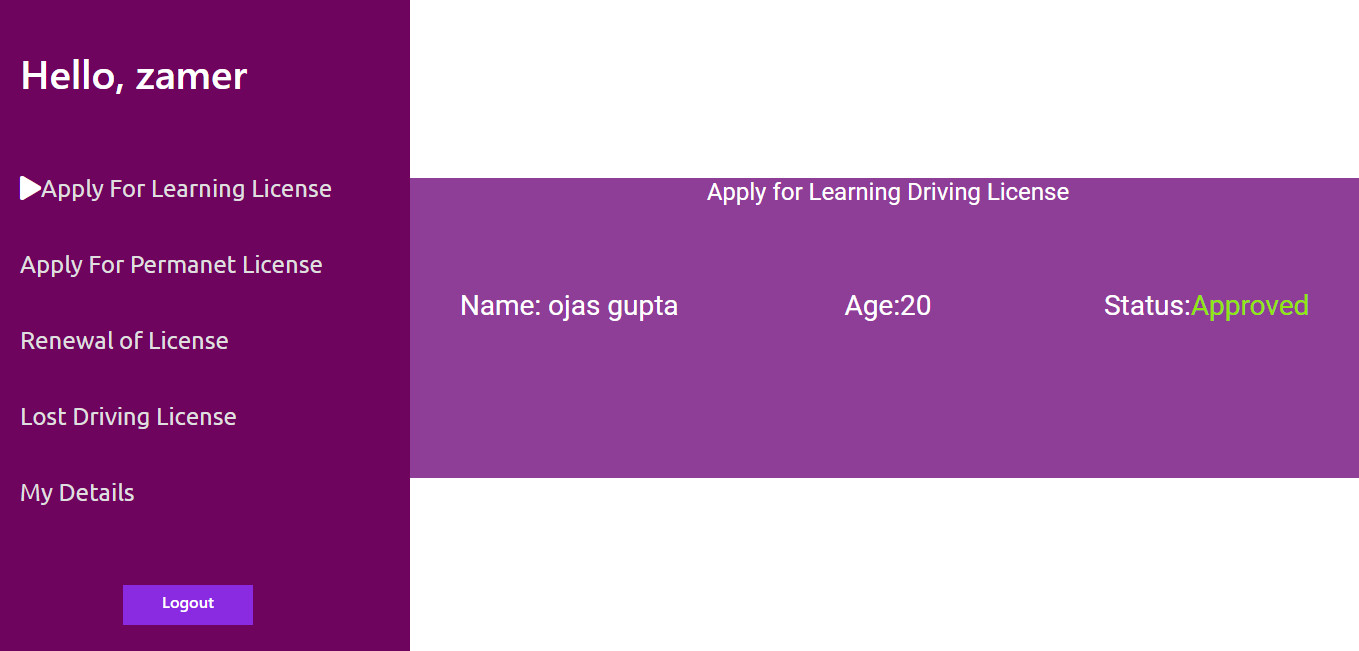 Hello, zamer
Apply For Learning License
Apply For Permanet License
Renewal of License
Lost Driving License
My Details
Logout
Apply for Learning Driving License
Name: ojas gupta
Age:20
Status:Approved